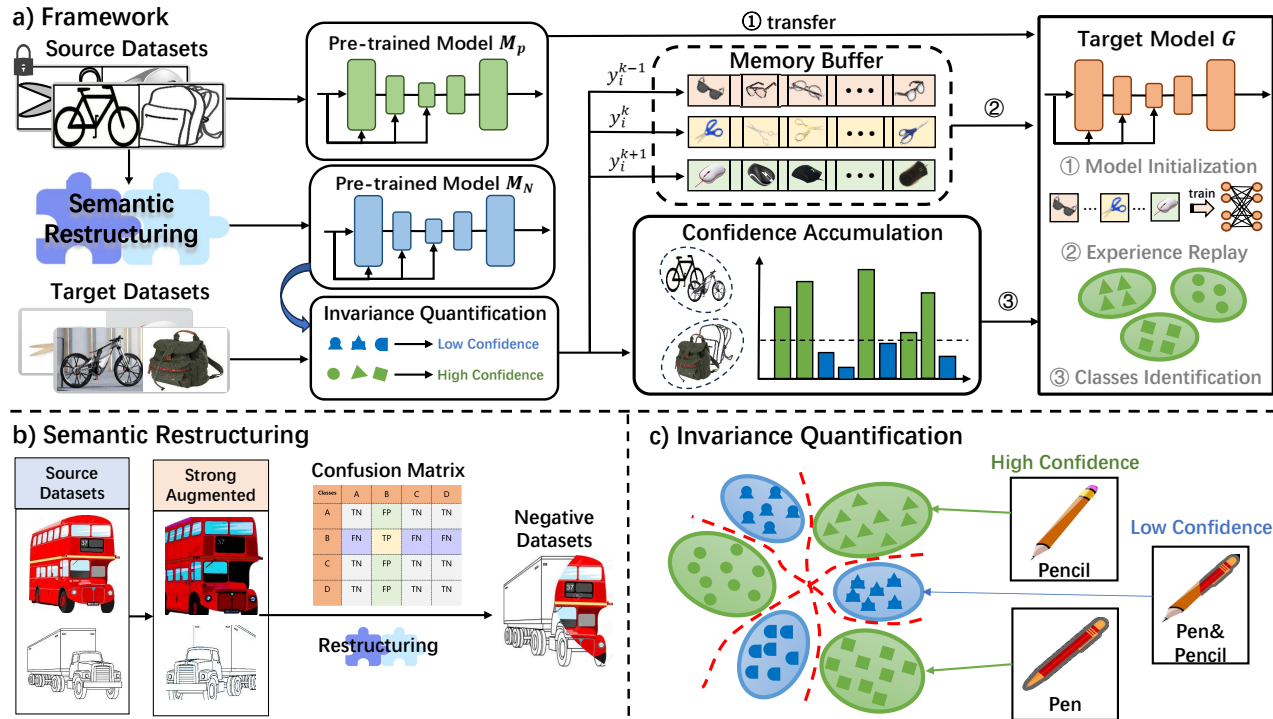 a) Framework
Source Datasets
Semantic
Restructuring
Target Datasets
Pre-trained Model M_p
Pre-trained Model M_N
Invariance Quantification
Low Confidence
High Confidence
① transfer
Memory Buffer
y_i^{k-1}
y_i^k
y_i^{k+1}
②
Confidence Accumulation
③
Target Model G
① Model Initialization
train
② Experience Replay
③ Classes Identification
b) Semantic Restructuring
Source
Datasets
Strong
Augmented
37
37
Confusion Matrix
Classes A B C D
A TN FP TN TN
B FN TP FN FN
C TN FP TN TN
D TN FP TN TN
Restructuring
Negative
Datasets
37
c) Invariance Quantification
High Confidence
Pencil
Low Confidence
Pen&
Pencil
Pen